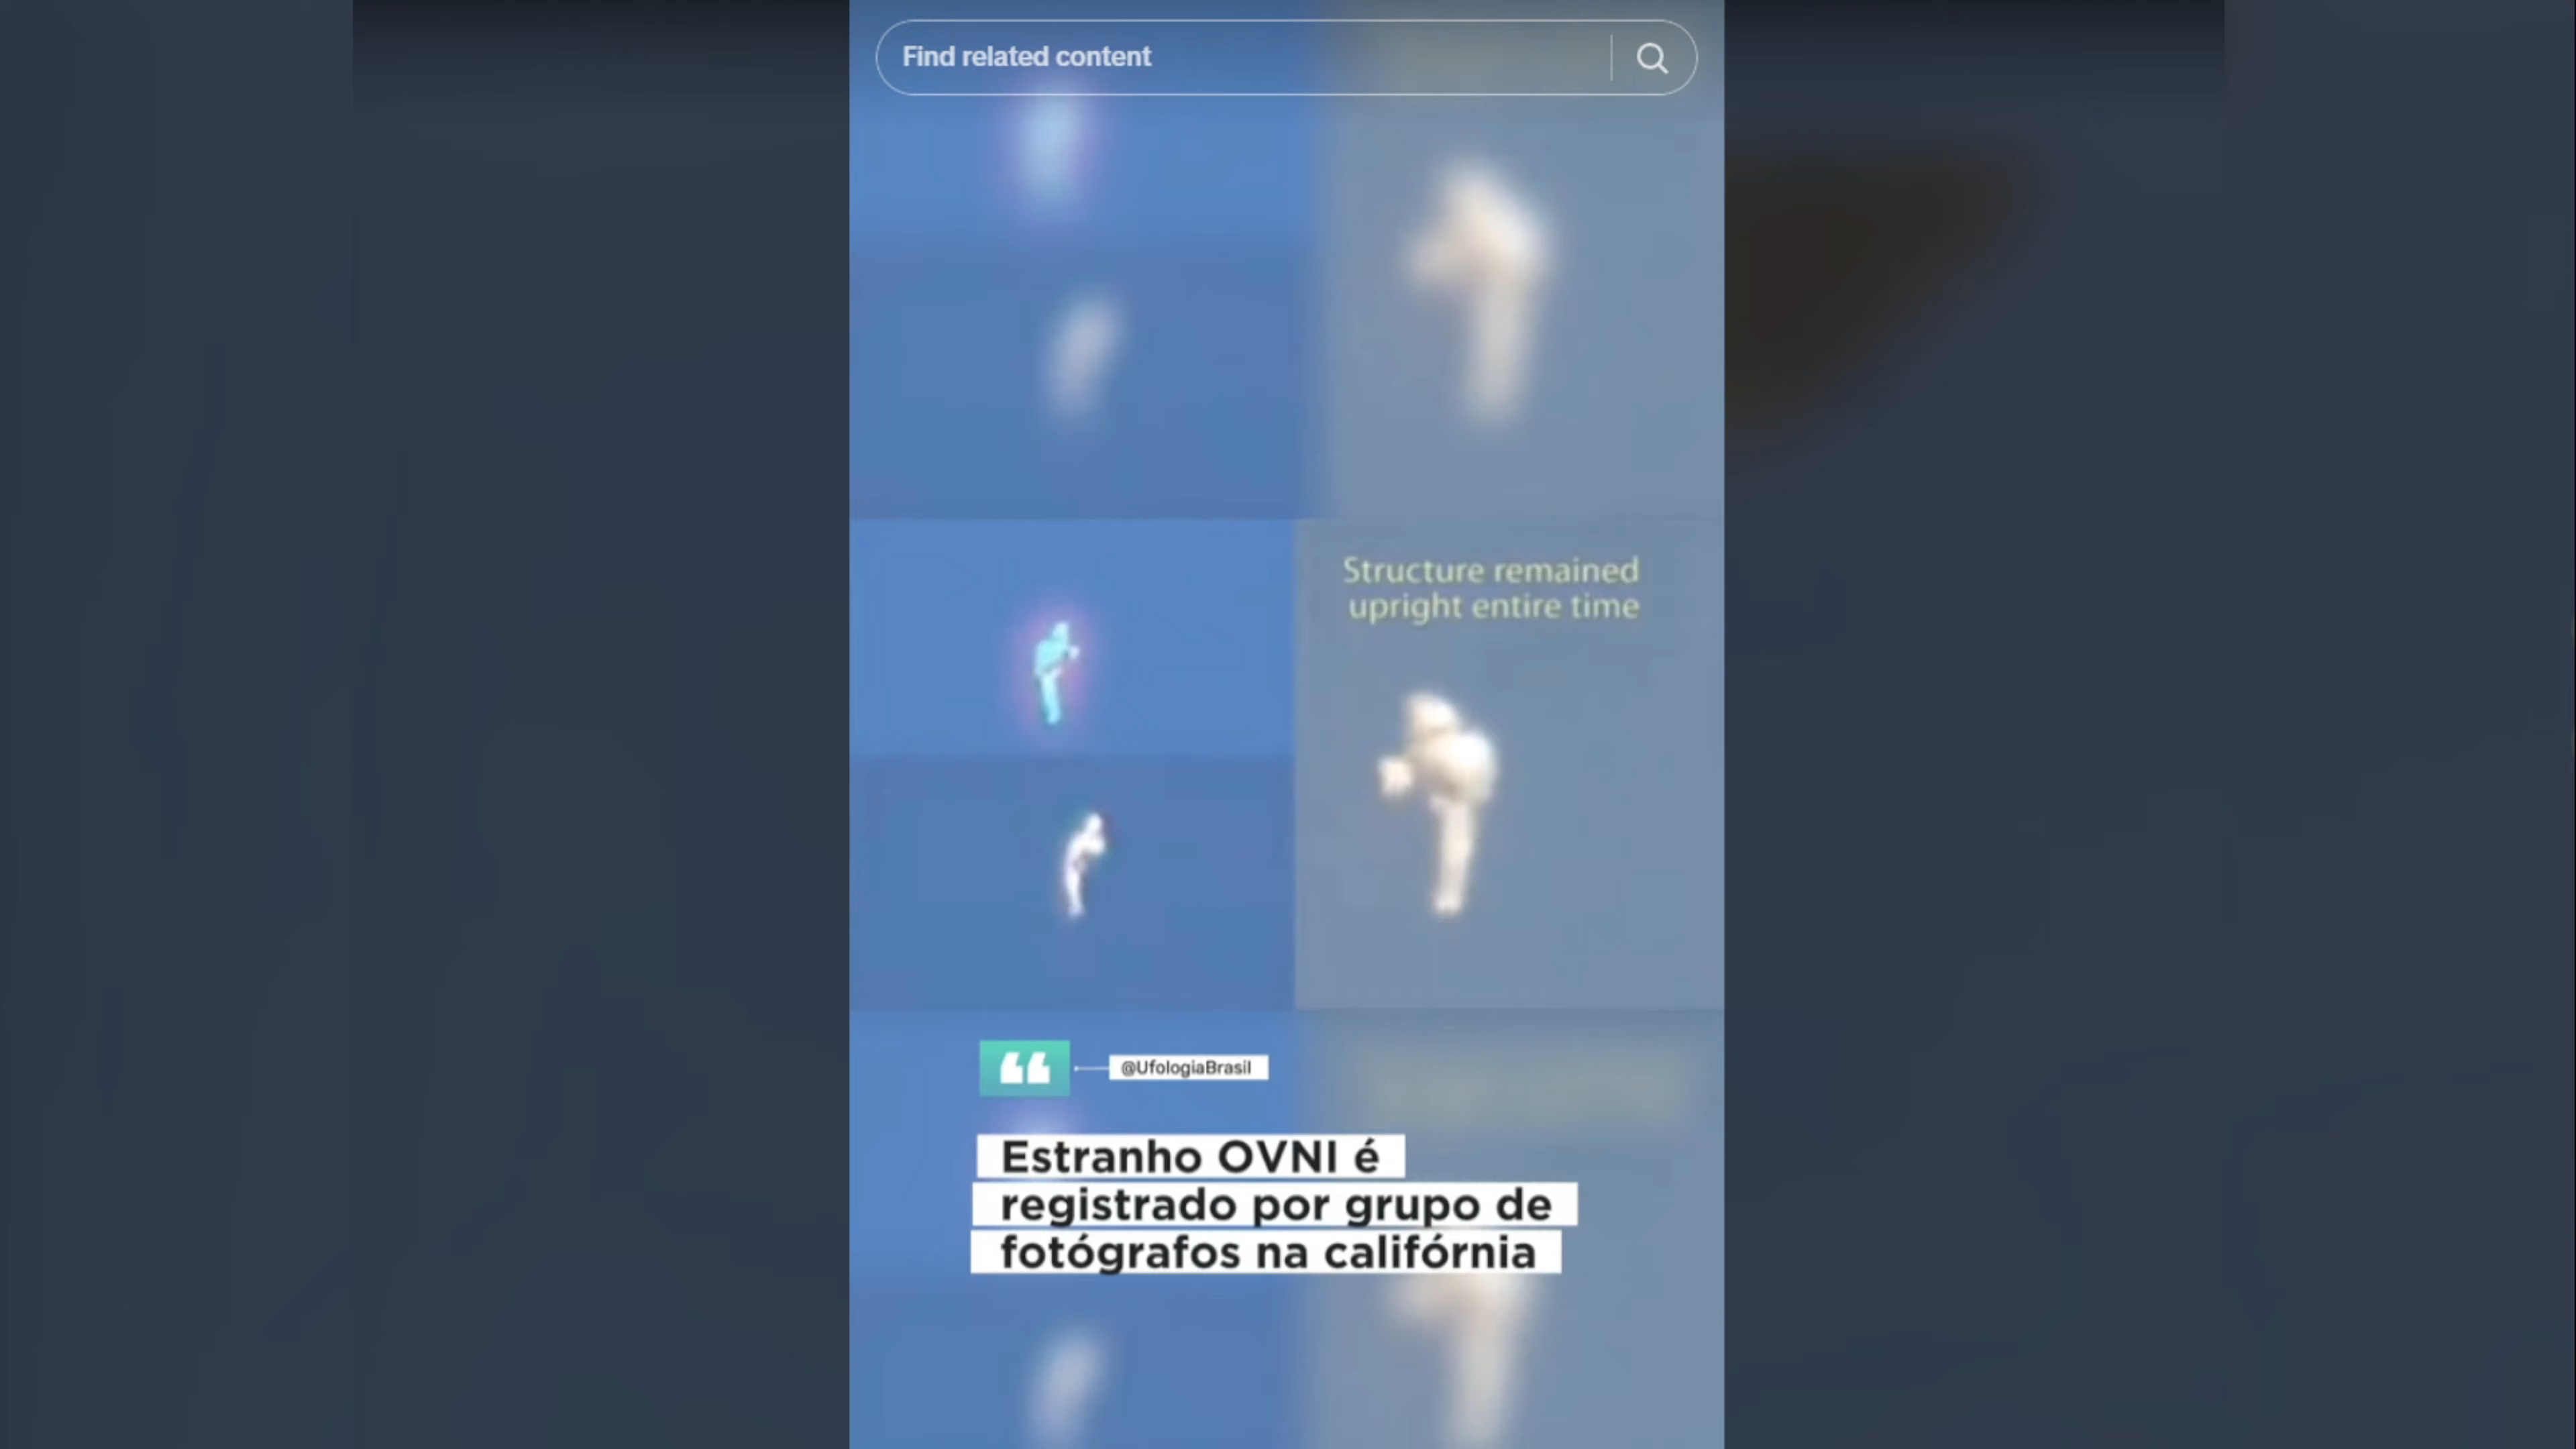 Find related content
Structure remained
upright entire time
@UfologiaBrasil
Estranho OVNI é
registrado por grupo de
fotógrafos na califórnia